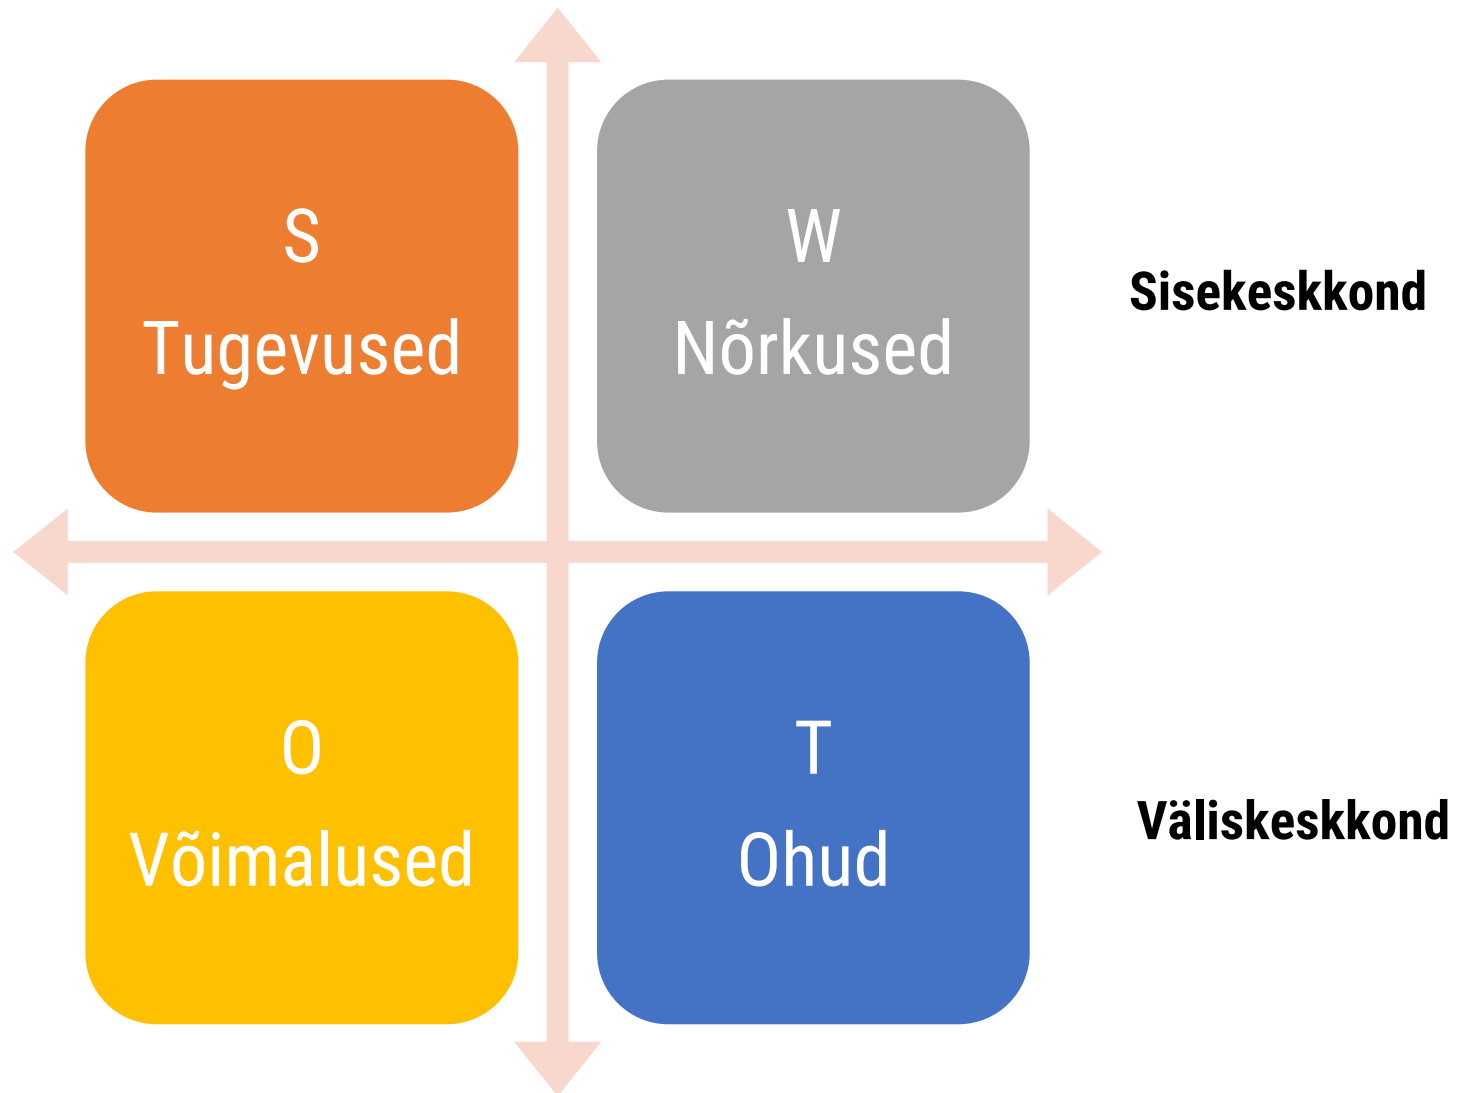 S
Tugevused
W
Nõrkused
Sisekeskkond
O
Võimalused
T
Ohud
Väliskeskkond